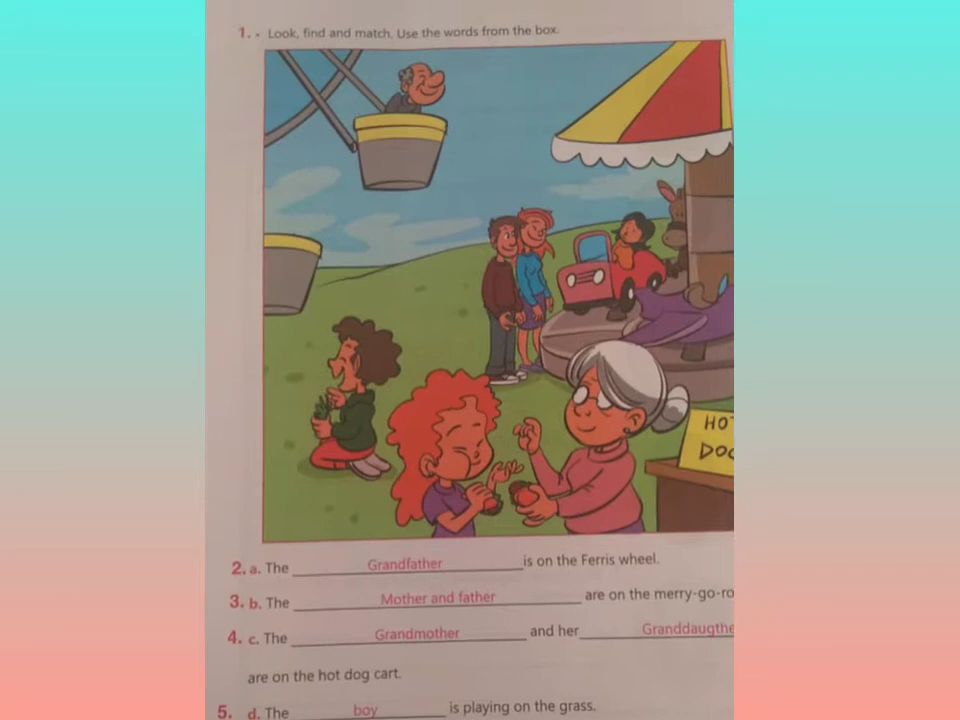 1. - Look, find and match. Use the words from the box.
HO
DO
2. a. The Grandfather is on the Ferris wheel.
3. b. The Mother and father are on the merry-go-ro
4. c. The Grandmother and her Granddaugthe
are on the hot dog cart.
5. d. The boy is playing on the grass.